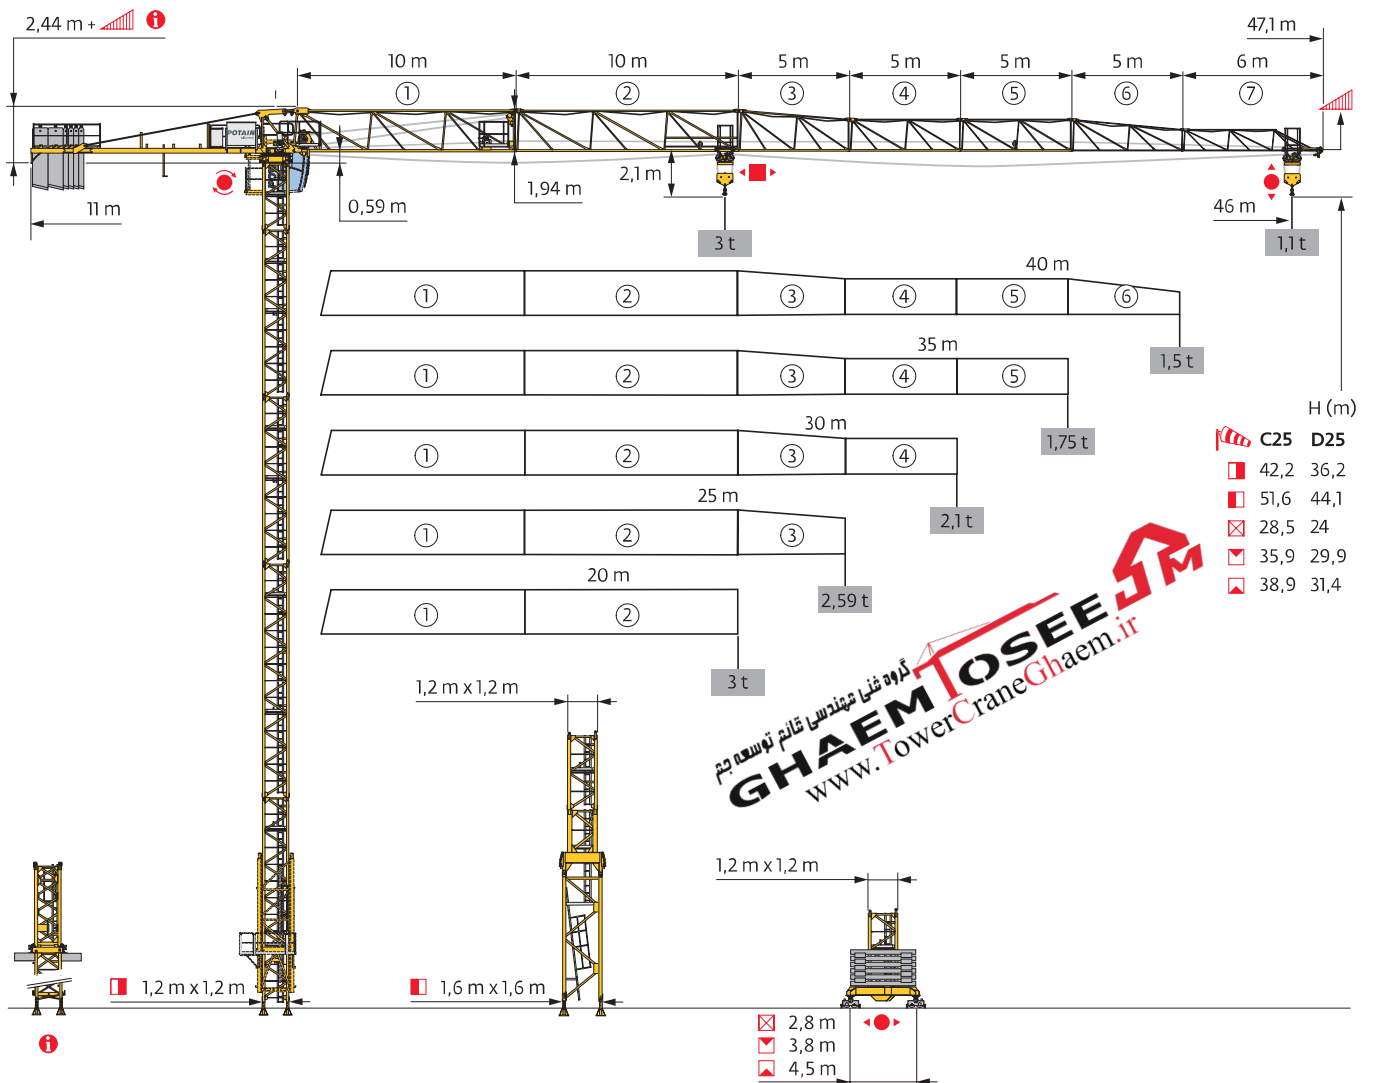 2,44 m +
47,1 m
10 m 10 m 5 m 5 m 5 m 5 m 6 m
① ② ③ ④ ⑤ ⑥ ⑦
POTAIN
2,1 m
1,94 m
11 m
0,59 m
46 m
3 t
1,1 t
40 m
① ② ③ ④ ⑤ ⑥
1,5 t
35 m
① ② ③ ④ ⑤
1,75 t
30 m
① ② ③ ④
2,1 t
25 m
① ② ③
2,59 t
20 m
① ②
3 t
H (m)
C25 D25
42,2 36,2
51,6 44,1
28,5 24
35,9 29,9
38,9 31,4
گروه فنی مهندسی قائم توسعه جم
GHAEM TOSEE JM
www.TowerCraneGhaem.ir
1,2 m x 1,2 m
1,2 m x 1,2 m
1,2 m x 1,2 m
1,6 m x 1,6 m
2,8 m
3,8 m
4,5 m